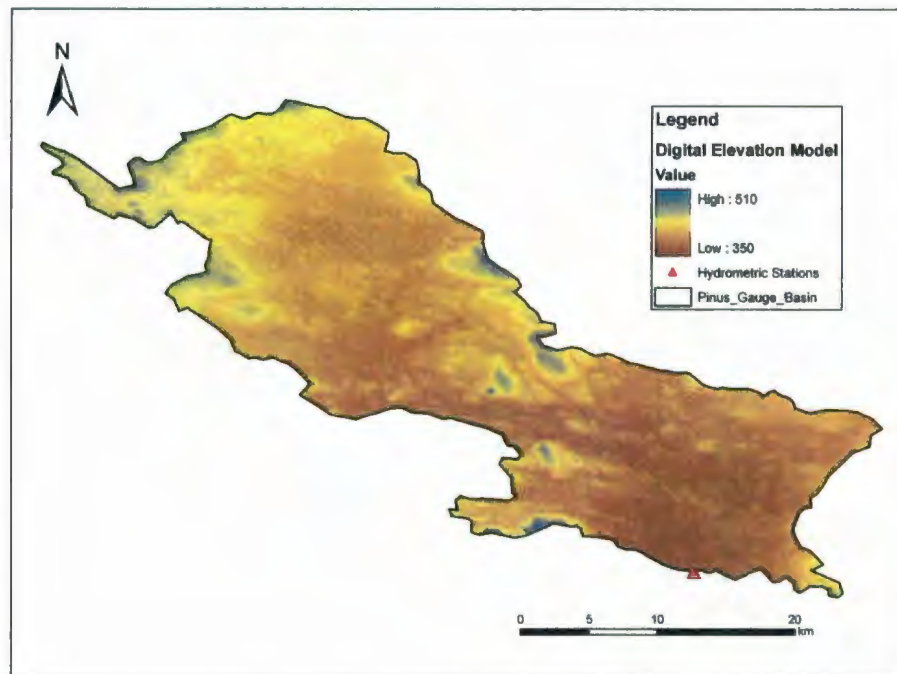 N
Legend
Digital Elevation Model
Value
High : 510
Low : 350
Hydrometric Stations
Pinus_Gauge_Basin
0 5 10 20
km